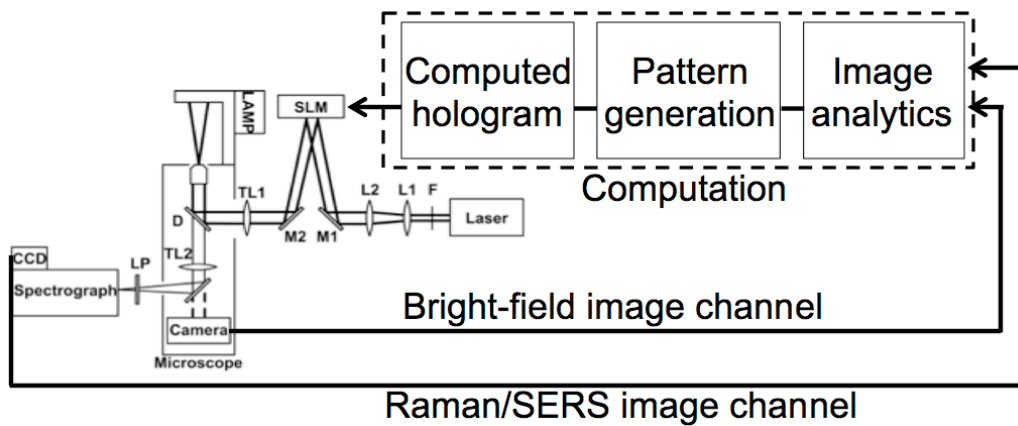 Computed
hologram
Pattern
generation
Image
analytics
Computation
LAMP
SLM
TL1
L2
L1
F
Laser
D
M2
M1
TL2
CCD
LP
Spectrograph
Camera
Microscope
Bright-field image channel
Raman/SERS image channel